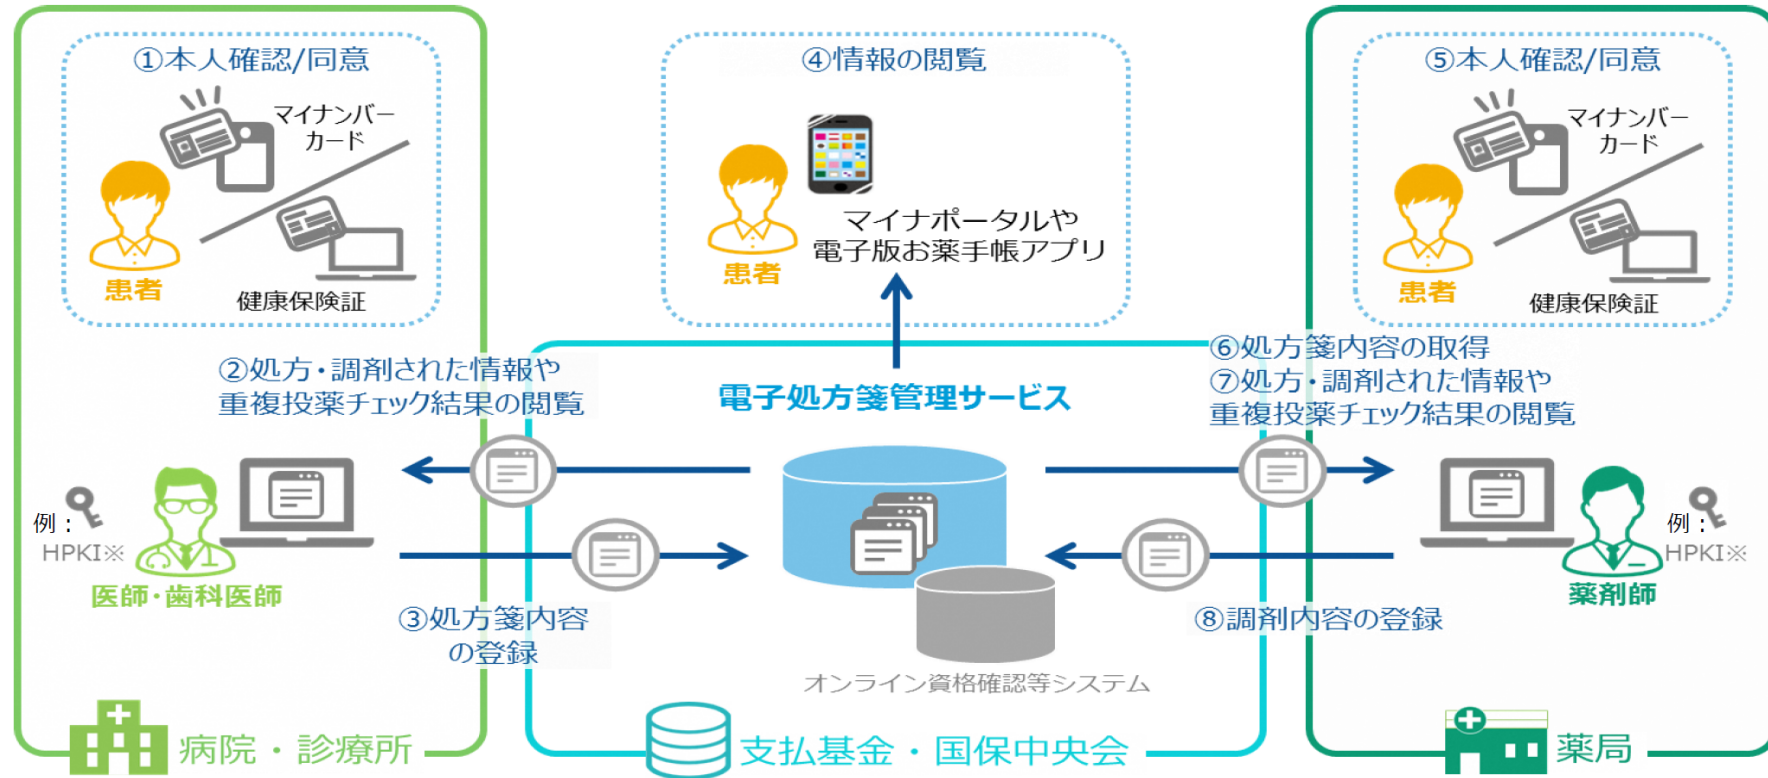 ①本人確認/同意
マイナンバー
カード
患者
健康保険証
②処方・調剤された情報や
重複投薬チェック結果の閲覧
例：
HPKI※
医師・歯科医師
③処方箋内容
の登録
病院・診療所
④情報の閲覧
マイナポータルや
電子版お薬手帳アプリ
患者
電子処方箋管理サービス
オンライン資格確認等システム
支払基金・国保中央会
⑤本人確認/同意
マイナンバー
カード
患者
健康保険証
⑥処方箋内容の取得
⑦処方・調剤された情報や
重複投薬チェック結果の閲覧
例：
HPKI※
薬剤師
⑧調剤内容の登録
薬局